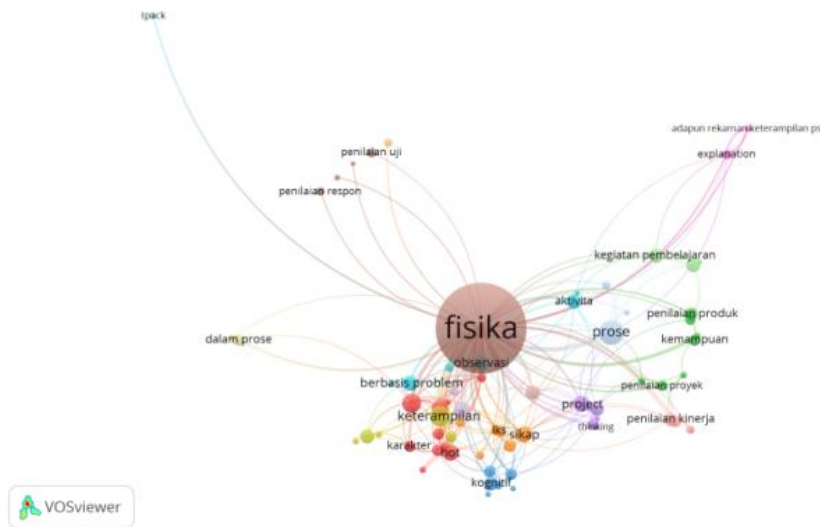 tpack
adapun rekaman keterampilan ps
penilaian uji
explanation
penilaian respon
kegiatan pembelajaran
aktivita
penilaian produk
fisika
prose
dalam prose
kemampuan
observasi
berbasis problem
penilaian proyek
project
keterampilan
penilaian kinerja
thinking
lks
sikap
karakter
hot
kognitif
VOSviewer